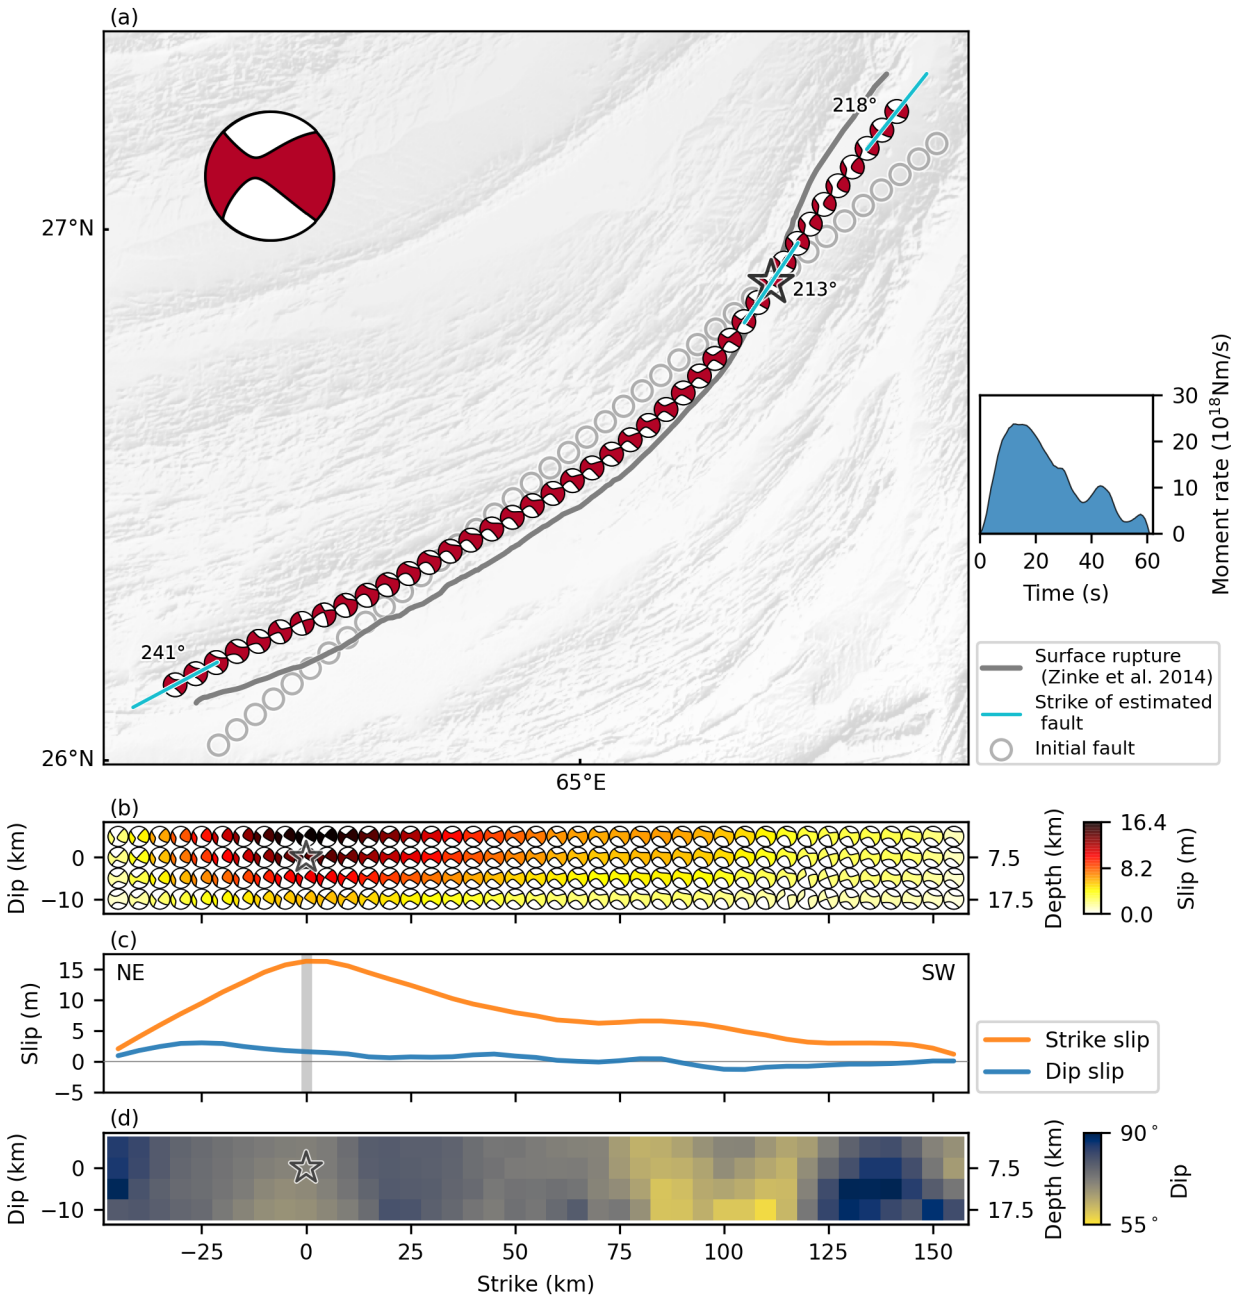 (a)
218°
27°N
213°
241°
26°N
65°E
30
20
10
0
Moment rate (10¹⁸Nm/s)
0 20 40 60
Time (s)
Surface rupture
(Zinke et al. 2014)
Strike of estimated
fault
Initial fault
(b)
Dip (km)
0
−10
7.5
17.5
Depth (km)
16.4
8.2
0.0
Slip (m)
(c)
NE
SW
Slip (m)
15
10
5
0
−5
Strike slip
Dip slip
(d)
Dip (km)
0
−10
7.5
17.5
Depth (km)
90°
55°
Dip
−25 0 25 50 75 100 125 150
Strike (km)